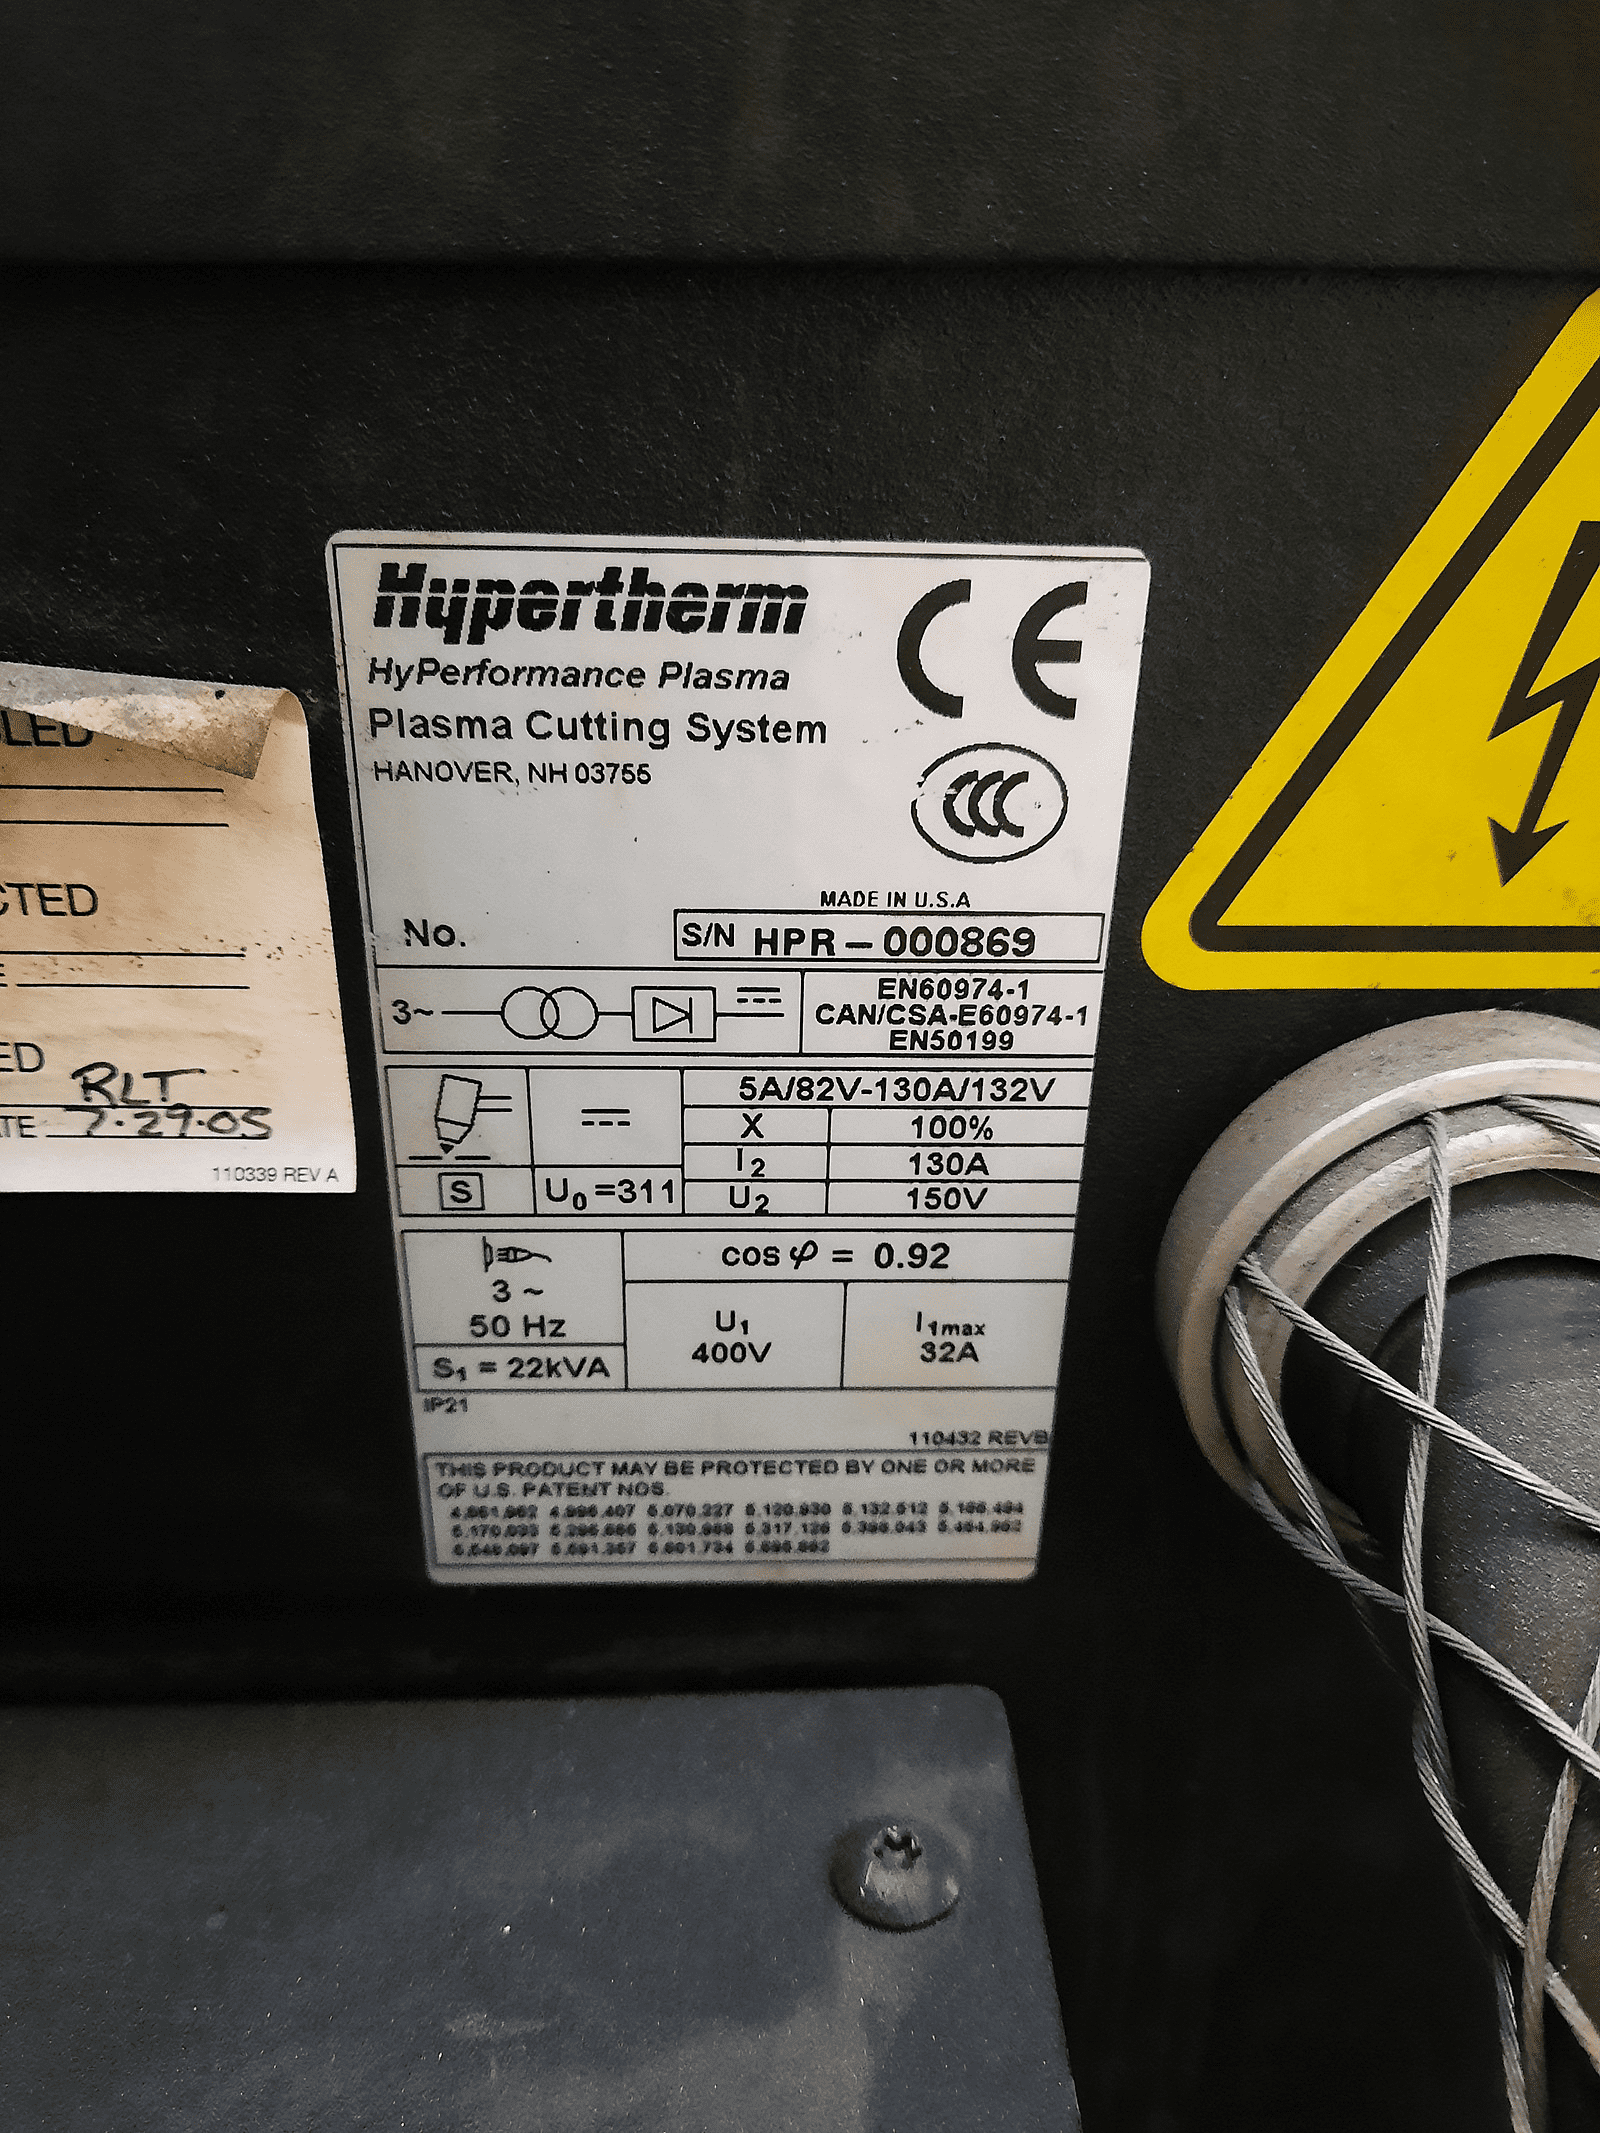 Hypertherm
HyPerformance Plasma
Plasma Cutting System
HANOVER, NH 03755
CE
CCC
MADE IN U.S.A
No.
S/N HPR-000869
3~
EN60974-1
CAN/CSA-E60974-1
EN50199
5A/82V-130A/132V
X 100%
I2 130A
S U0 =311 U2 150V
cos φ = 0.92
3 ~
50 Hz
U1 I1max
400V 32A
S1 = 22kVA
IP21
110432 REVB
THIS PRODUCT MAY BE PROTECTED BY ONE OR MORE
OF U.S. PATENT NOS.
CTED
ED
RLT
TE 7.29.05
110339 REV A